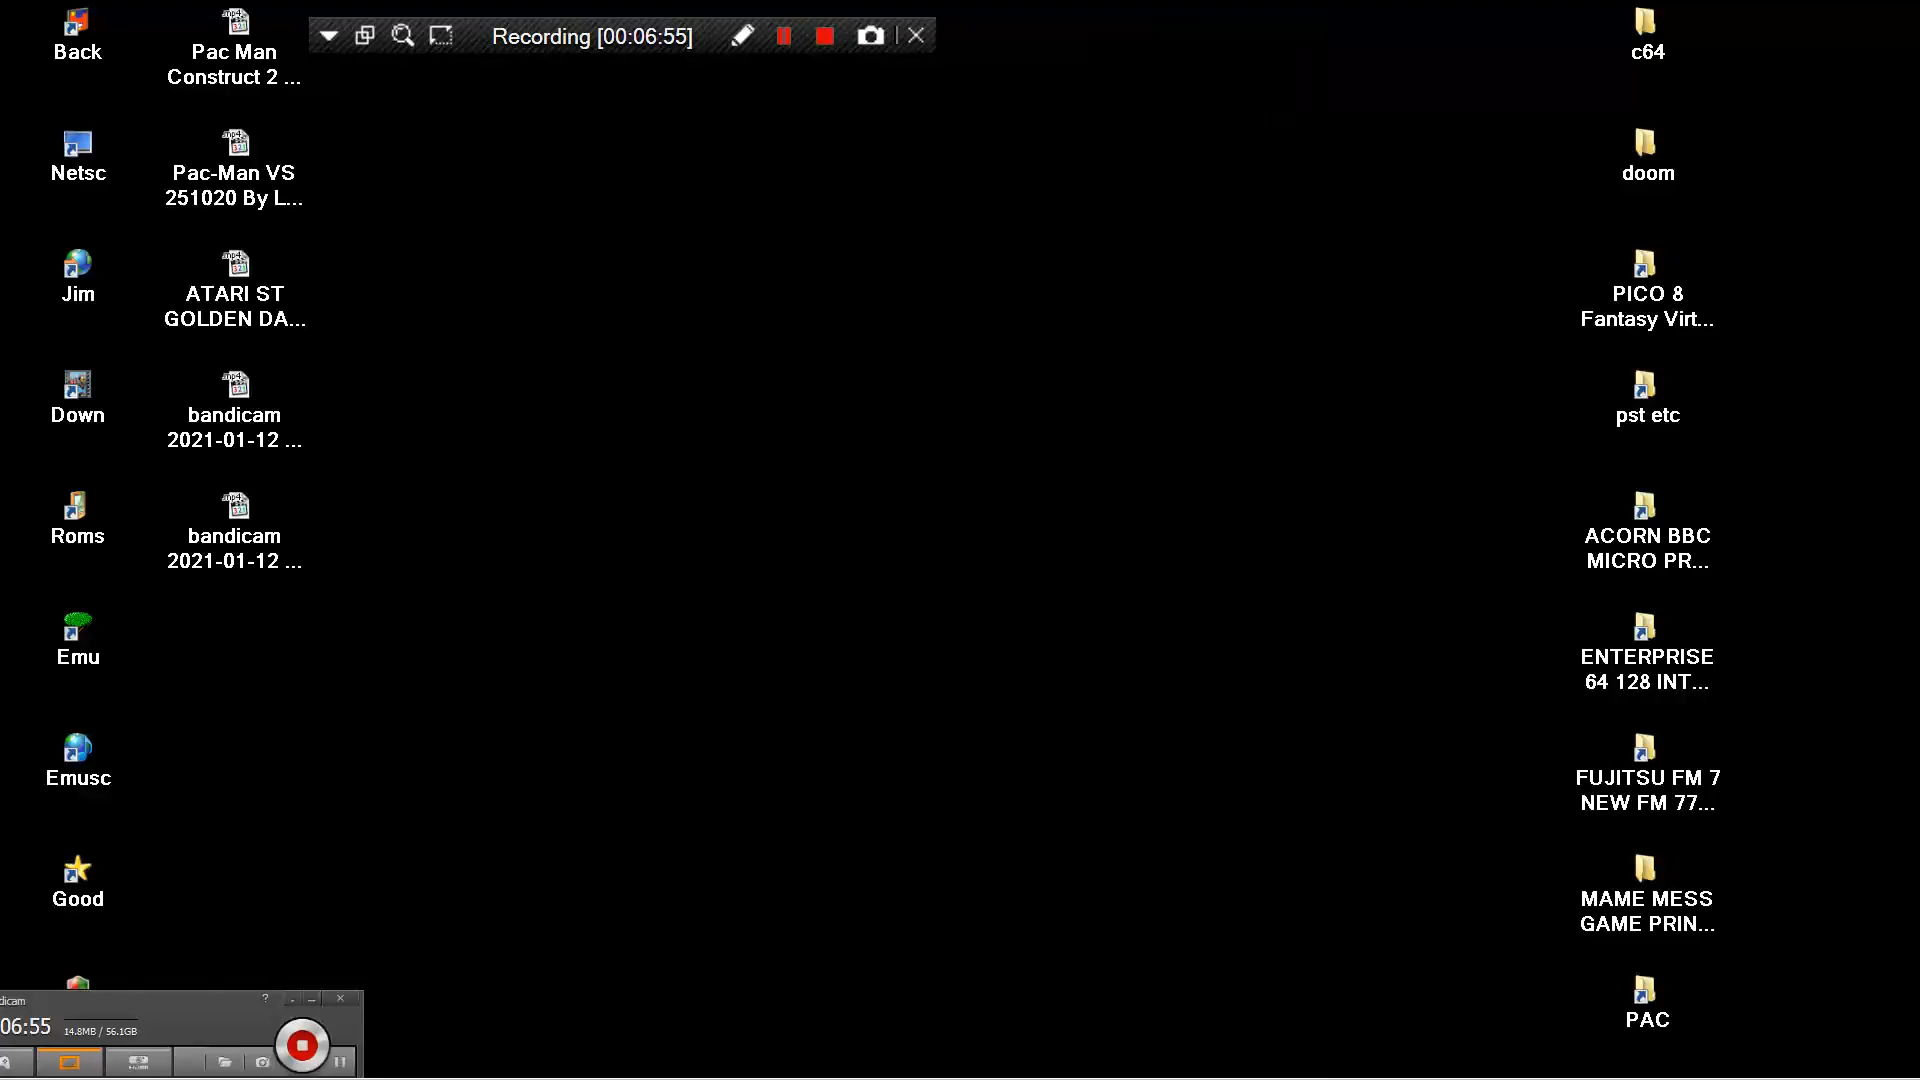 Recording [00:06:55]
Back
Pac Man
Construct 2 ...
c64
Netsc
Pac-Man VS
251020 By L...
doom
Jim
ATARI ST
GOLDEN DA...
PICO 8
Fantasy Virt...
Down
bandicam
2021-01-12 ...
pst etc
Roms
bandicam
2021-01-12 ...
ACORN BBC
MICRO PR...
Emu
ENTERPRISE
64 128 INT...
Emusc
FUJITSU FM 7
NEW FM 77...
Good
MAME MESS
GAME PRIN...
PAC
dicam
06:55
14.8MB / 56.1GB